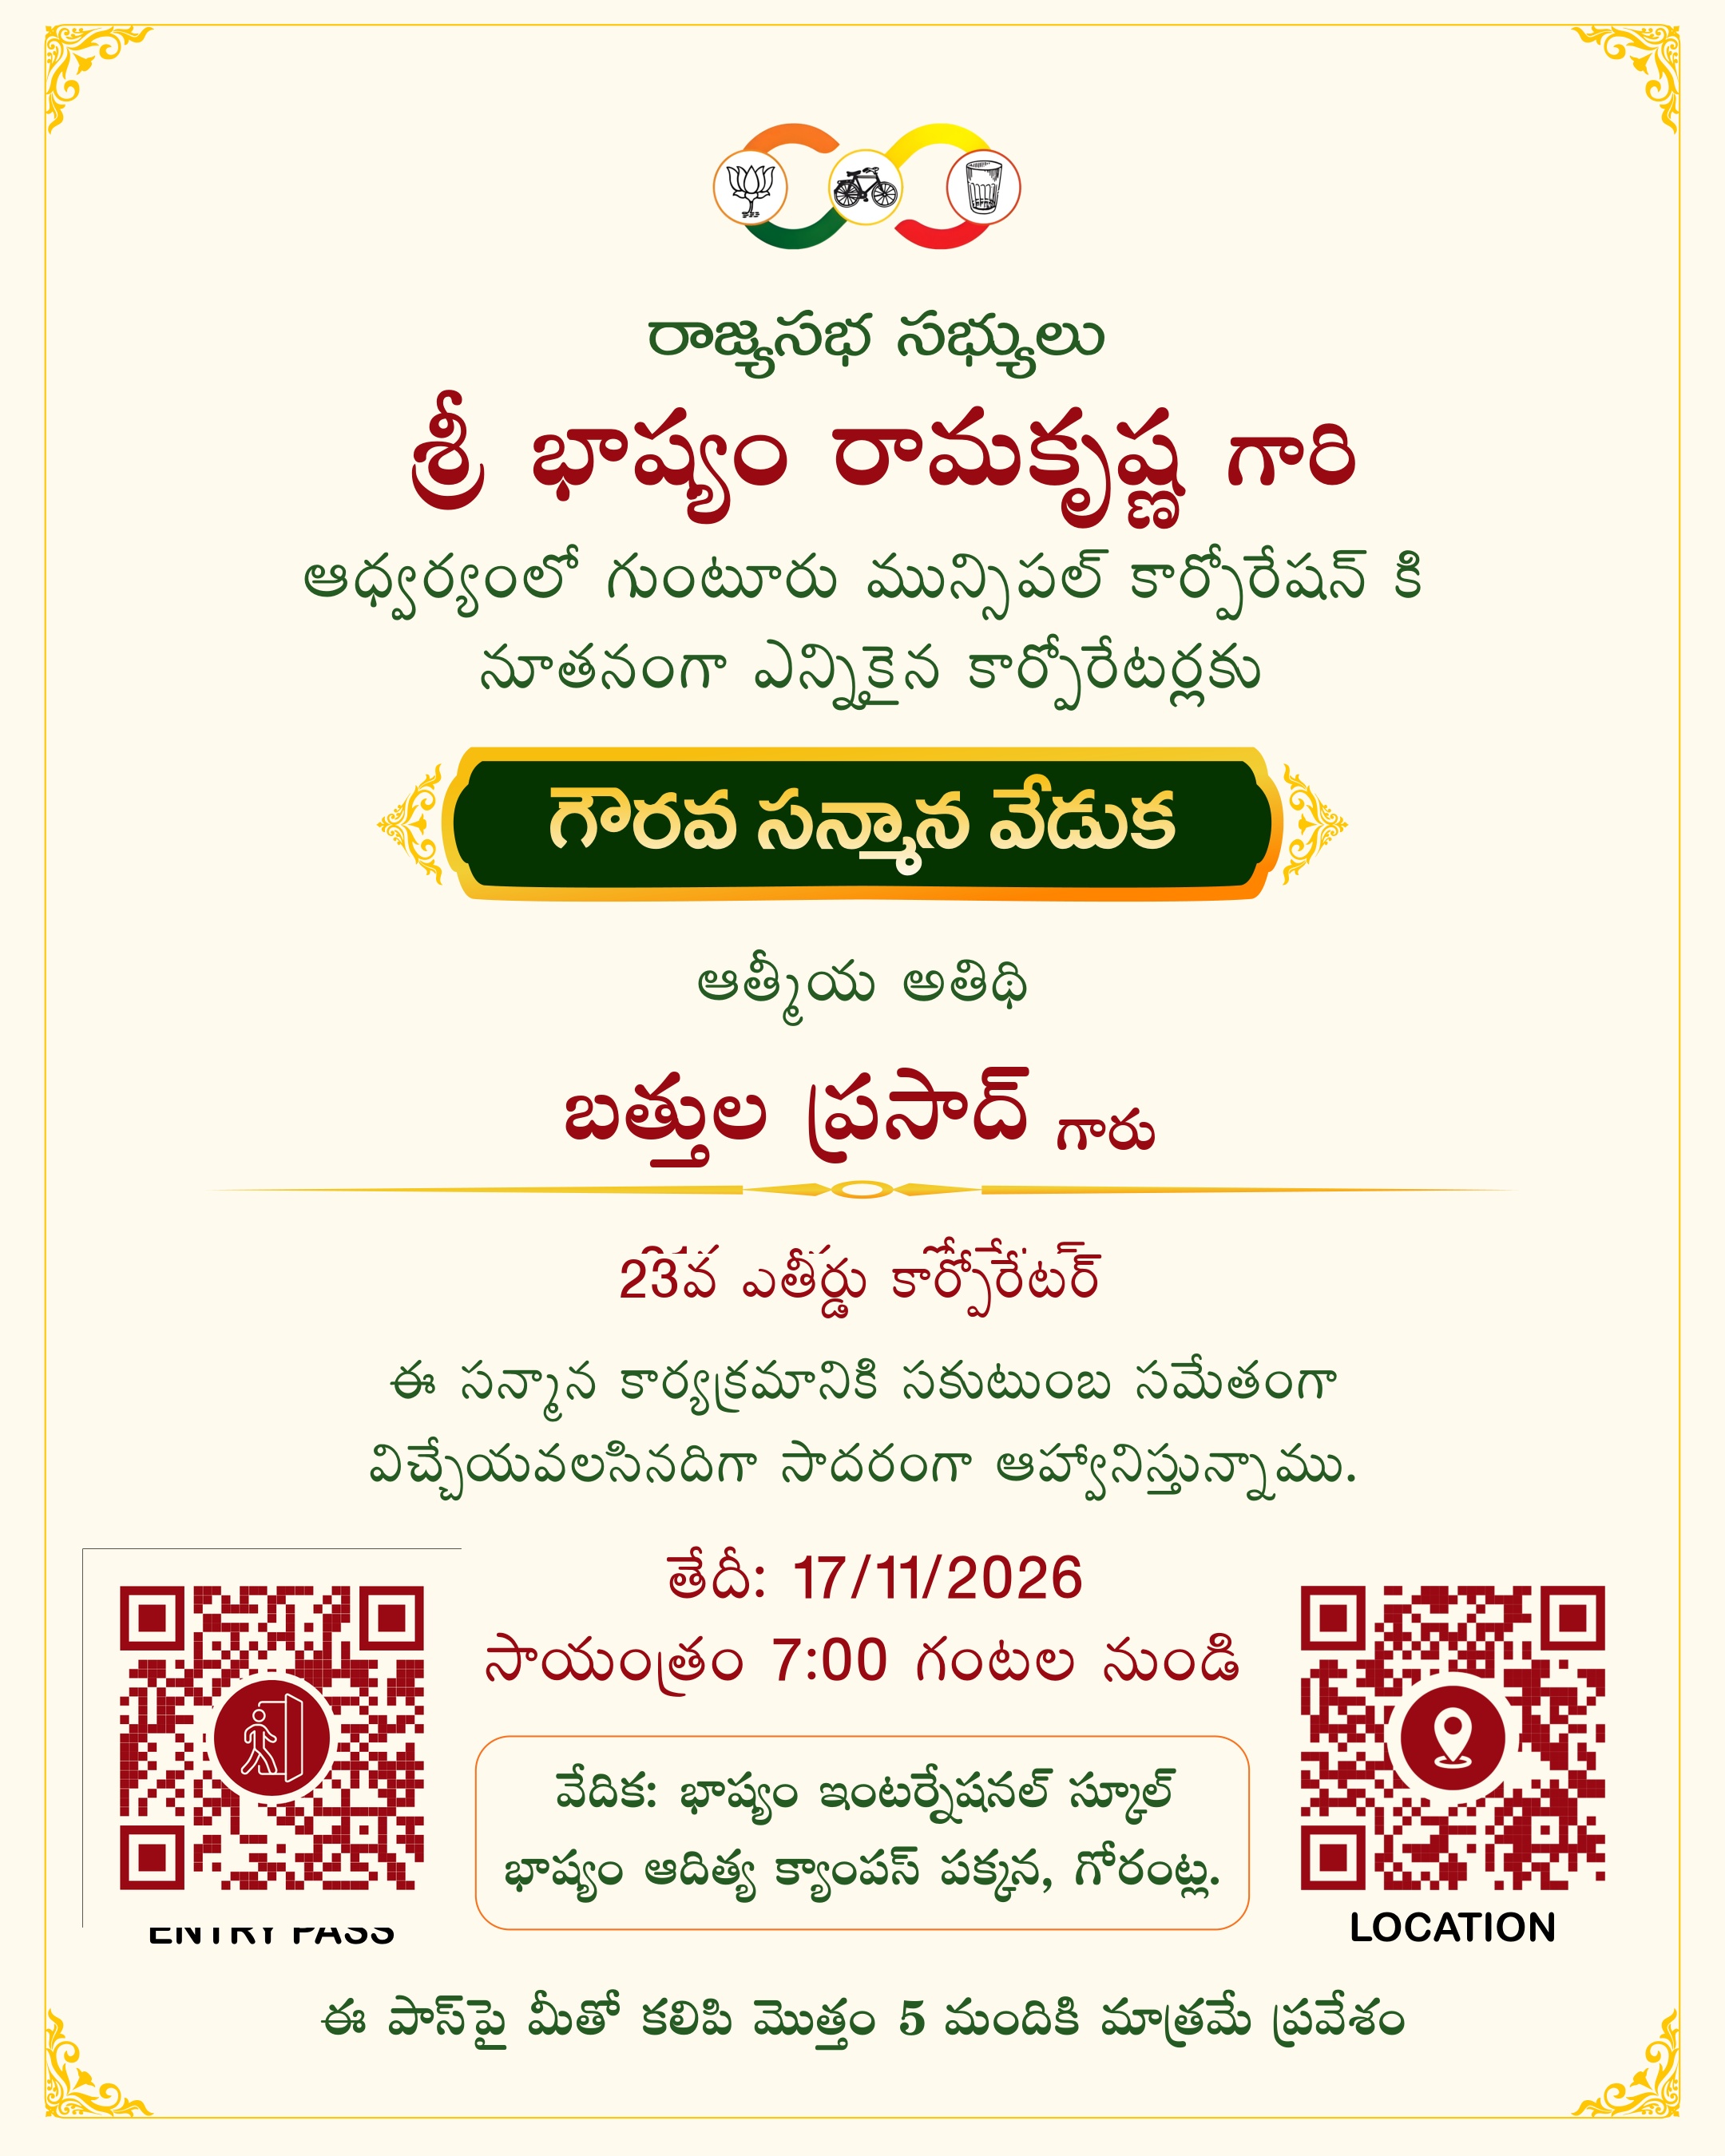 రాజ్యసభ సభ్యులు
శ్రీ భాష్యం రామకృష్ణ గారి
ఆధ్వర్యంలో గుంటూరు మున్సిపల్ కార్పోరేషన్ కి
నూతనంగా ఎన్నికైన కార్పోరేటర్లకు
గౌరవ సన్మాన వేడుక
ఆత్మీయ అతిథి
బత్తుల ప్రసాద్ గారు
23వ ఎతీర్డు కార్పోరేటర్
ఈ సన్మాన కార్యక్రమానికి సకుటుంబ సమేతంగా
విచ్చేయవలసినదిగా సాదరంగా ఆహ్వానిస్తున్నాము.
తేదీ: 17/11/2026
సాయంత్రం 7:00 గంటల నుండి
వేదిక: భాష్యం ఇంటర్నేషనల్ స్కూల్
భాష్యం ఆదిత్య క్యాంపస్ పక్కన, గోరంట్ల.
ENTRY PASS
LOCATION
ఈ పాస్‌పై మీతో కలిపి మొత్తం 5 మందికి మాత్రమే ప్రవేశం